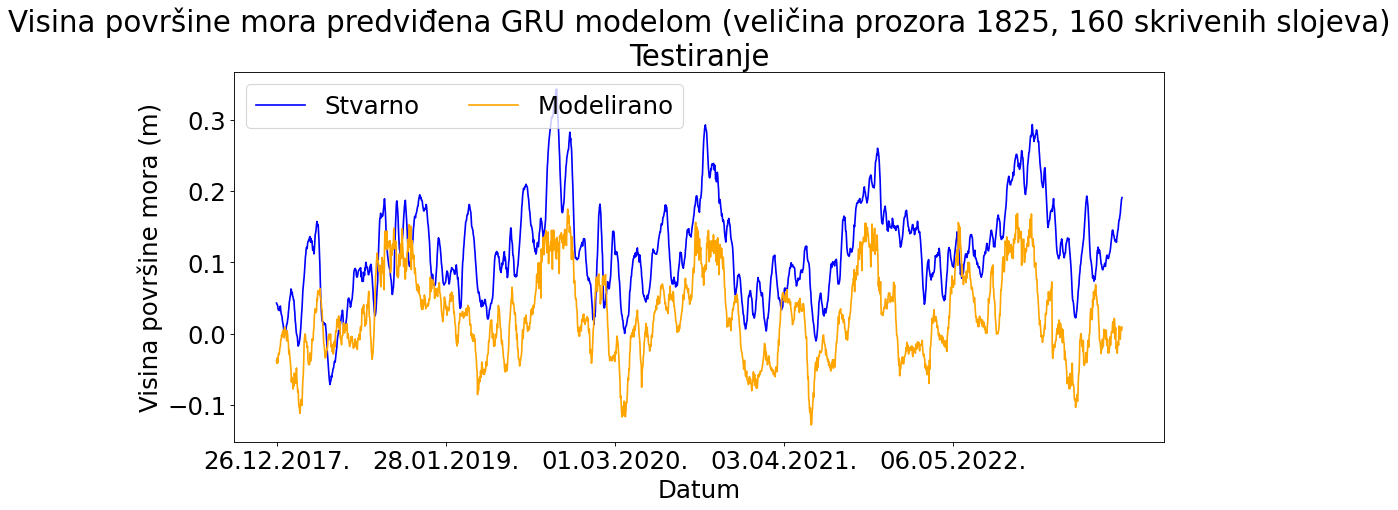 Visina površine mora predviđena GRU modelom (veličina prozora 1825, 160 skrivenih slojeva)
Testiranje
Stvarno Modelirano
Visina površine mora (m)
0.3
0.2
0.1
0.0
−0.1
26.12.2017. 28.01.2019. 01.03.2020. 03.04.2021. 06.05.2022.
Datum